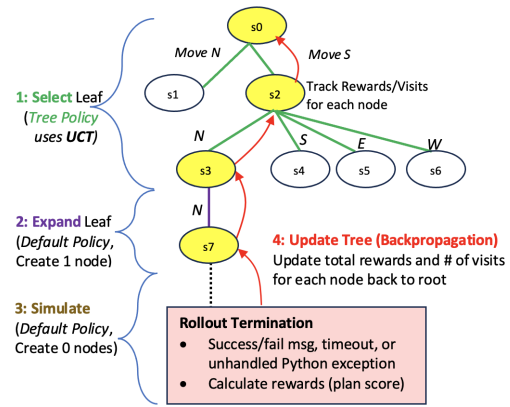 s0
Move N
Move S
s1
s2
Track Rewards/Visits
for each node
1: Select Leaf
(Tree Policy
uses UCT)
N
S
E
W
s3
s4
s5
s6
2: Expand Leaf
(Default Policy,
Create 1 node)
N
s7
4: Update Tree (Backpropagation)
Update total rewards and # of visits
for each node back to root
3: Simulate
(Default Policy,
Create 0 nodes)
Rollout Termination
• Success/fail msg, timeout, or
unhandled Python exception
• Calculate rewards (plan score)